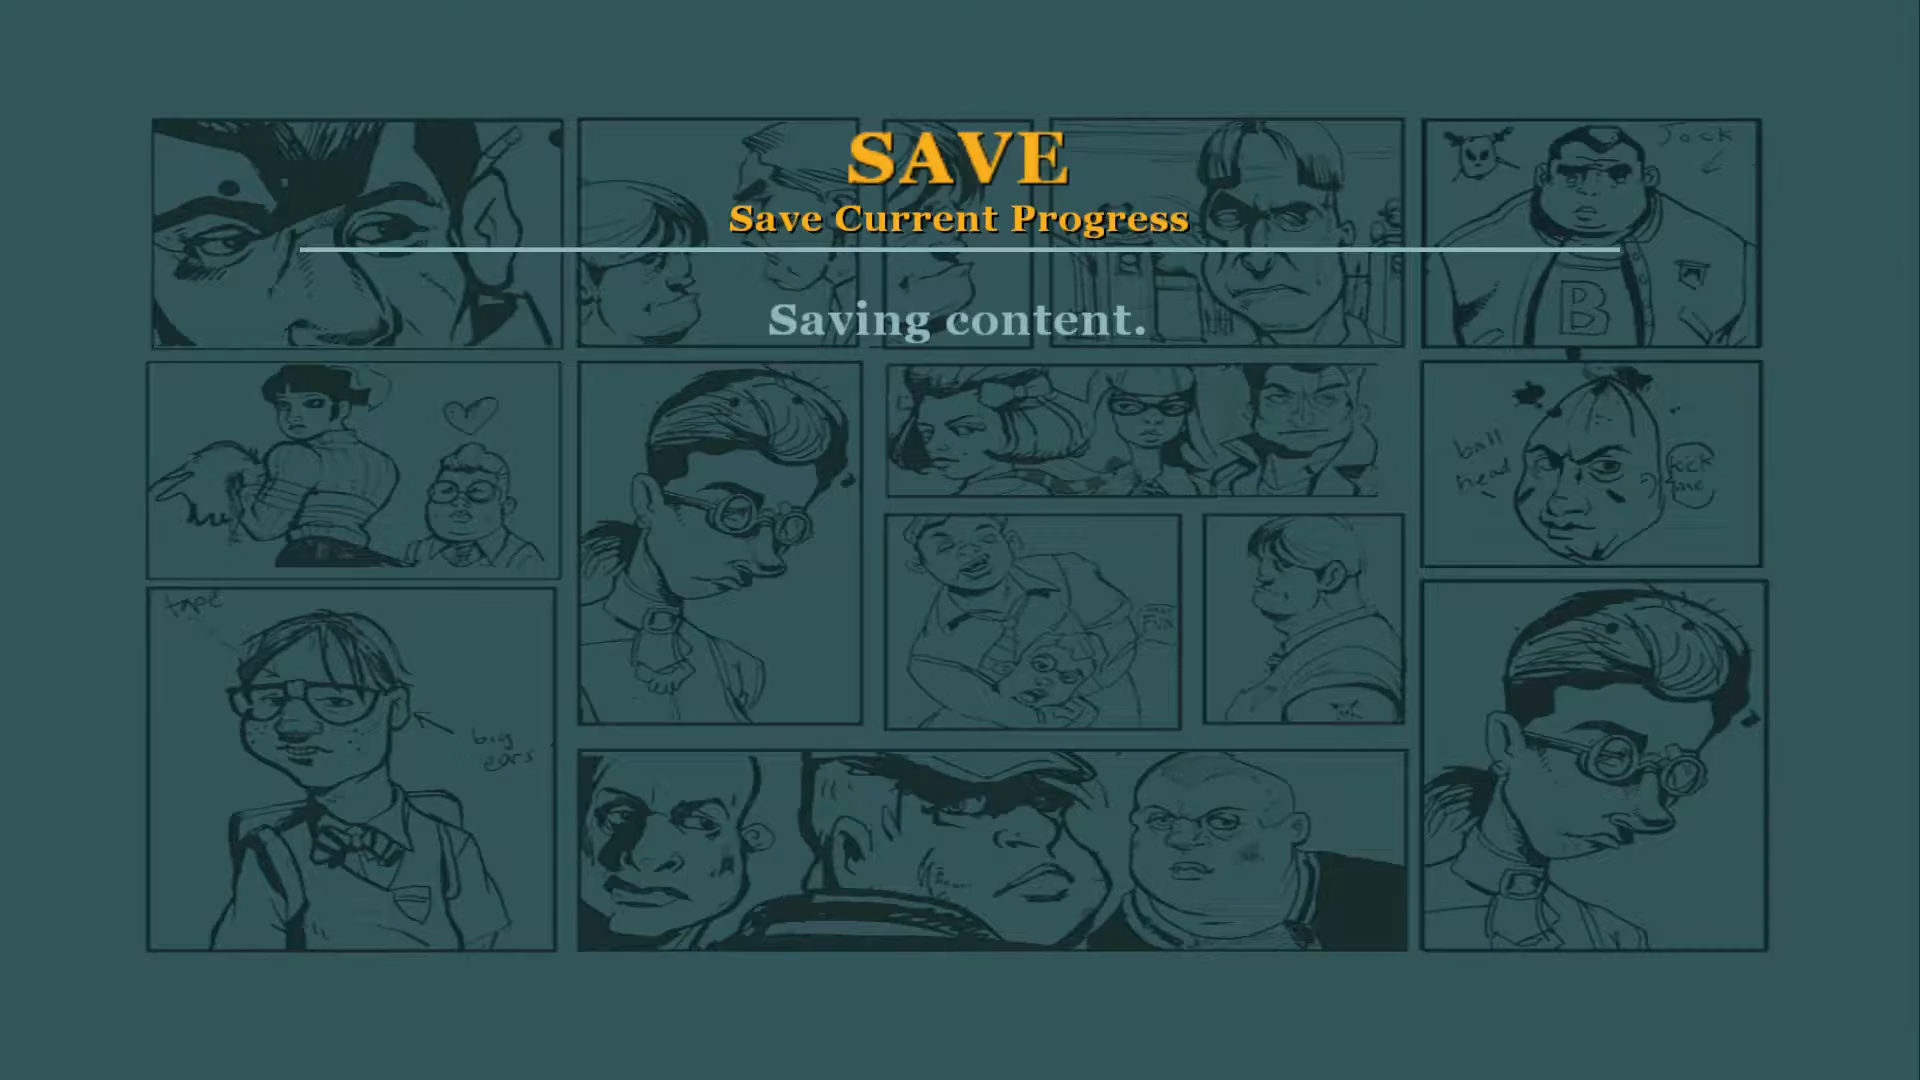 SAVE
Save Current Progress
Saving content.
Jock
B
ball
head
tape
big
ears